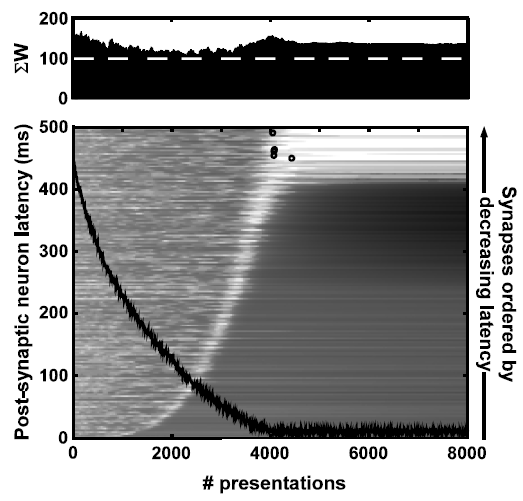 200
100
0
ΣW
500
400
300
200
100
0
Post-synaptic neuron latency (ms)
0 2000 4000 6000 8000
# presentations
Synapses ordered by
decreasing latency